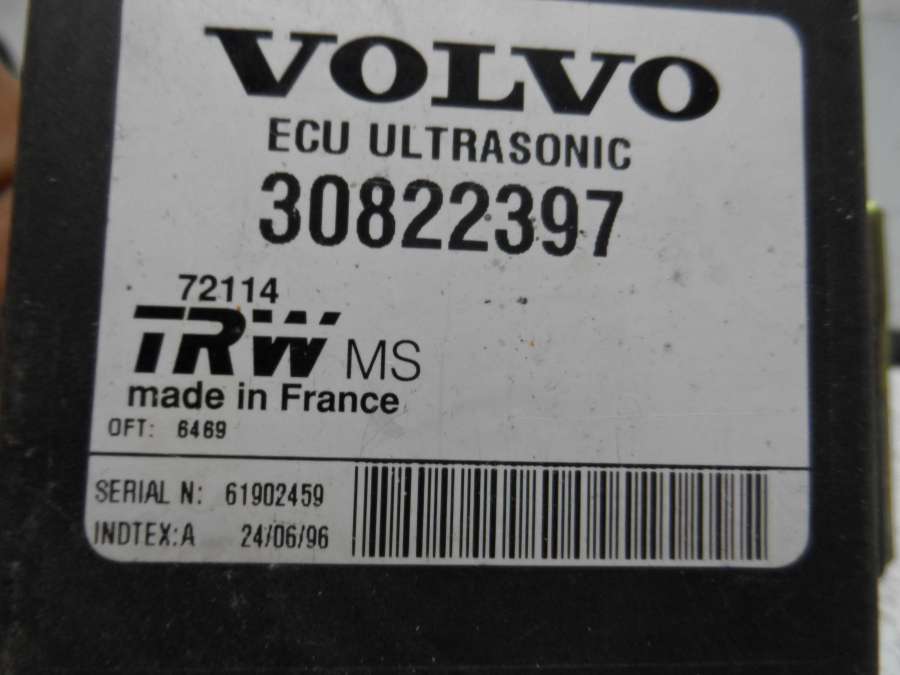 VOLVO
ECU ULTRASONIC
30822397
72114
TRW MS
made in France
OFT: 6469
SERIAL N: 61902459
INDTEX:A 24/06/96